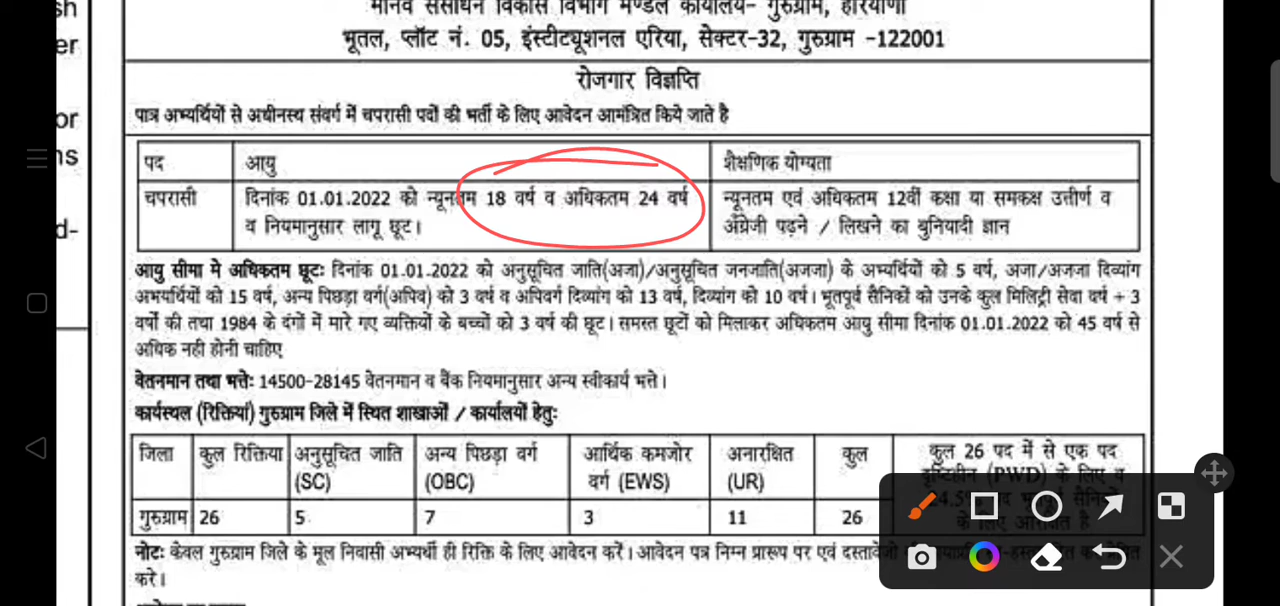 sh
er
or
ns
d-
मानव संसाधन विकास विभाग मण्डल कार्यालय- गुरुग्राम, हरियाणा
भूतल, प्लॉट नं. 05, इंस्टीट्यूशनल एरिया, सेक्टर-32, गुरुग्राम -122001
रोजगार विज्ञप्ति
पात्र अभ्यर्थियों से अधीनस्थ संवर्ग में चपरासी पदों की भर्ती के लिए आवेदन आमन्त्रित किये जाते है
पद आयु शैक्षणिक योग्यता
चपरासी दिनांक 01.01.2022 को न्यूनतम 18 वर्ष व अधिकतम 24 वर्ष न्यूनतम एवं अधिकतम 12वीं कक्षा या समकक्ष उत्तीर्ण व
व नियमानुसार लागू छूट। अँग्रेजी पढ़ने / लिखने का बुनियादी ज्ञान
आयु सीमा मे अधिकतम छूटः दिनांक 01.01.2022 को अनुसूचित जाति(अजा)/अनुसूचित जनजाति(अजजा) के अभ्यर्थियों को 5 वर्ष, अजा/अजजा दिव्यांग
अभयर्थियों को 15 वर्ष, अन्य पिछड़ा वर्ग(अपिव) को 3 वर्ष व अपिवर्ग दिव्यांग को 13 वर्ष, दिव्यांग को 10 वर्ष। भूतपूर्व सैनिकों को उनके कुल मिलिट्री सेवा वर्ष + 3
वर्षो की तथा 1984 के दंगों में मारे गए व्यक्तियों के बच्चों को 3 वर्ष की छूट। समस्त छूटों को मिलाकर अधिकतम आयु सीमा दिनांक 01.01.2022 को 45 वर्ष से
अधिक नही होनी चाहिए
वेतनमान तथा भत्तेः 14500-28145 वेतनमान व बैंक नियमानुसार अन्य स्वीकार्य भत्ते।
कार्यस्थल (रिक्तियां) गुरुग्राम जिले में स्थित शाखाओं / कार्यालयों हेतुः
जिला कुल रिक्तिया अनुसूचित जाति (SC) अन्य पिछड़ा वर्ग (OBC) आर्थिक कमजोर वर्ग (EWS) अनारक्षित (UR) कुल कुल 26 पद में से एक पद
दृष्टिहीन (PWD) के लिए
के लिए आरक्षित है
गुरुग्राम 26 5 7 3 11 26
नोटः केवल गुरुग्राम जिले के मूल निवासी अभ्यर्थी ही रिक्ति के लिए आवेदन करें। आवेदन पत्र निम्न प्रारूप पर एवं दस्तावेजो
करे।